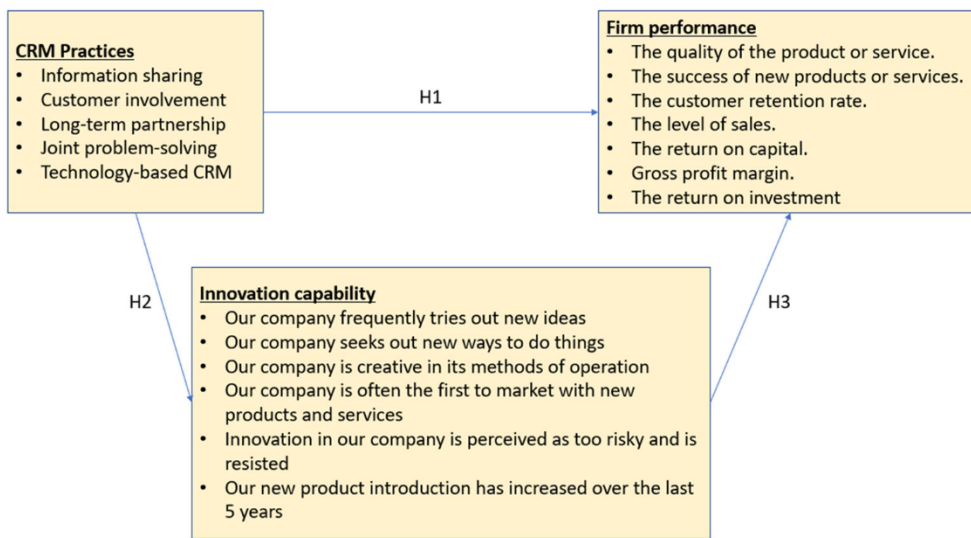 CRM Practices
• Information sharing
• Customer involvement
• Long-term partnership
• Joint problem-solving
• Technology-based CRM
H1
Firm performance
• The quality of the product or service.
• The success of new products or services.
• The customer retention rate.
• The level of sales.
• The return on capital.
• Gross profit margin.
• The return on investment
H2
Innovation capability
• Our company frequently tries out new ideas
• Our company seeks out new ways to do things
• Our company is creative in its methods of operation
• Our company is often the first to market with new
products and services
• Innovation in our company is perceived as too risky and is
resisted
• Our new product introduction has increased over the last
5 years
H3